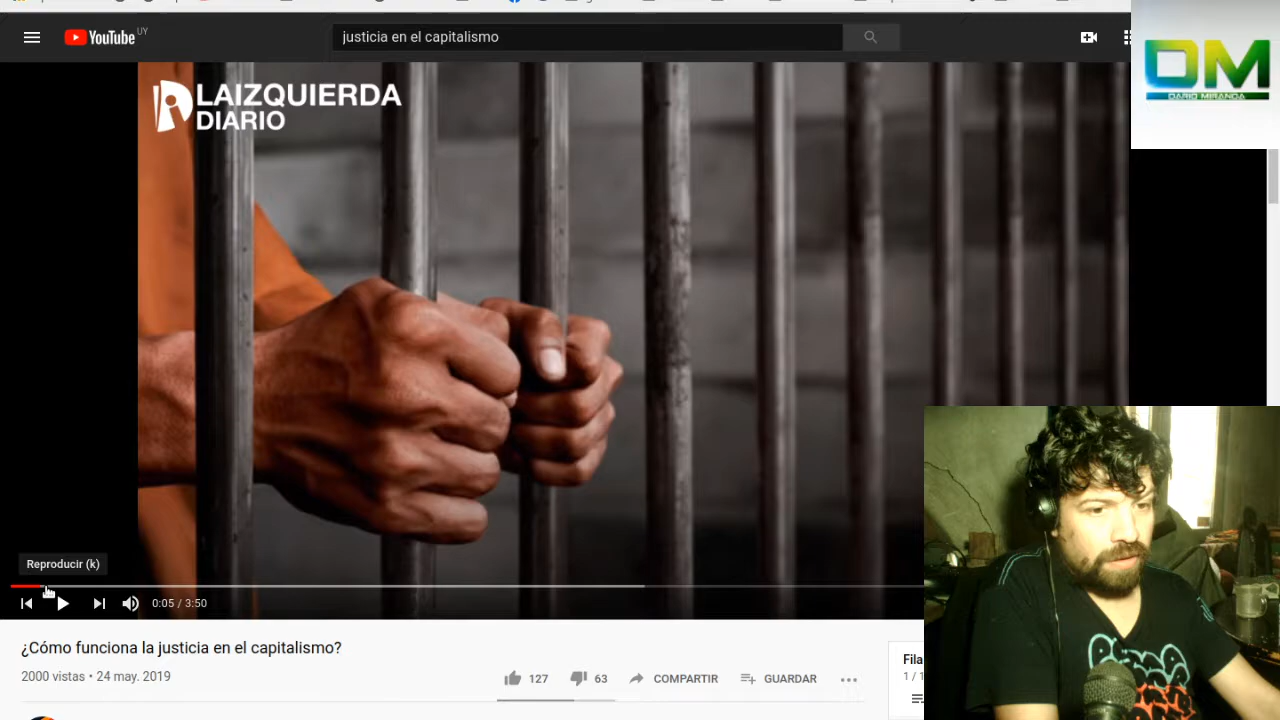 YouTube UY
justicia en el capitalismo
DM
DARIO MIRANDA
LAIZQUIERDA
DIARIO
Reproducir (k)
0:05 / 3:50
¿Cómo funciona la justicia en el capitalismo?
2000 vistas • 24 may. 2019
127
63
COMPARTIR
GUARDAR
Fila
1 / 1